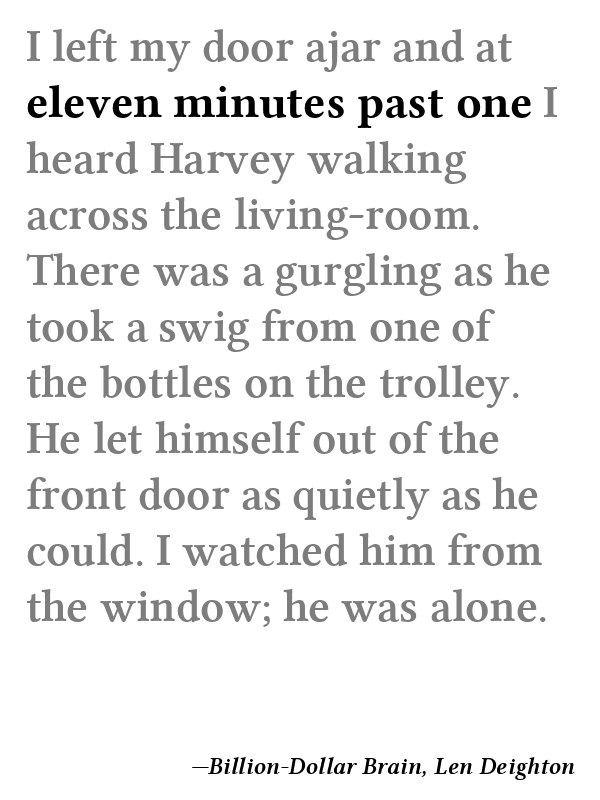 I left my door ajar and at
eleven minutes past one I
heard Harvey walking
across the living-room.
There was a gurgling as he
took a swig from one of
the bottles on the trolley.
He let himself out of the
front door as quietly as he
could. I watched him from
the window; he was alone.
—Billion-Dollar Brain, Len Deighton